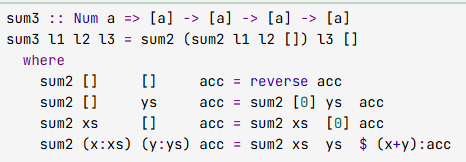 sum3 :: Num a => [a] -> [a] -> [a] -> [a]
sum3 l1 l2 l3 = sum2 (sum2 l1 l2 []) l3 []
  where
    sum2 []     []     acc = reverse acc
    sum2 []     ys     acc = sum2 [0] ys  acc
    sum2 xs     []     acc = sum2 xs  [0] acc
    sum2 (x:xs) (y:ys) acc = sum2 xs  ys  $ (x+y):acc